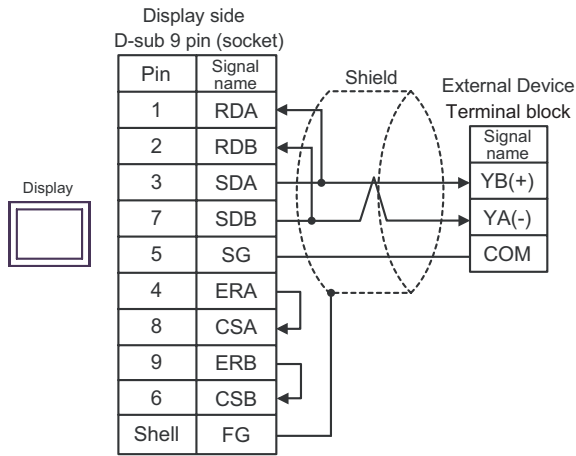 Display side
D-sub 9 pin (socket)
Pin Signal name
1 RDA
2 RDB
3 SDA
7 SDB
5 SG
4 ERA
8 CSA
9 ERB
6 CSB
Shell FG
Display
Shield
External Device
Terminal block
Signal
name
YB(+)
YA(-)
COM